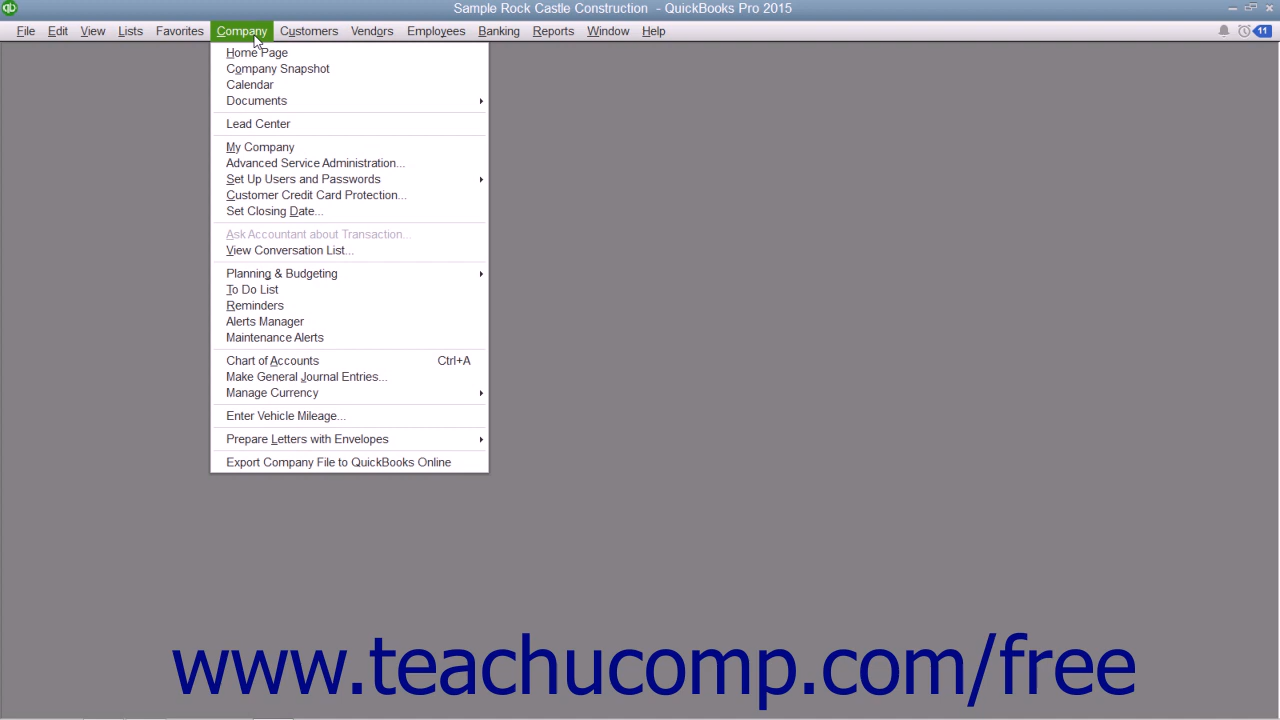 qb
Sample Rock Castle Construction - QuickBooks Pro 2015
File Edit View Lists Favorites Company Customers Vendors Employees Banking Reports Window Help 11
Home Page
Company Snapshot
Calendar
Documents
Lead Center
My Company
Advanced Service Administration...
Set Up Users and Passwords
Customer Credit Card Protection...
Set Closing Date...
Ask Accountant about Transaction...
View Conversation List...
Planning & Budgeting
To Do List
Reminders
Alerts Manager
Maintenance Alerts
Chart of Accounts Ctrl+A
Make General Journal Entries...
Manage Currency
Enter Vehicle Mileage...
Prepare Letters with Envelopes
Export Company File to QuickBooks Online
www.teachucomp.com/free